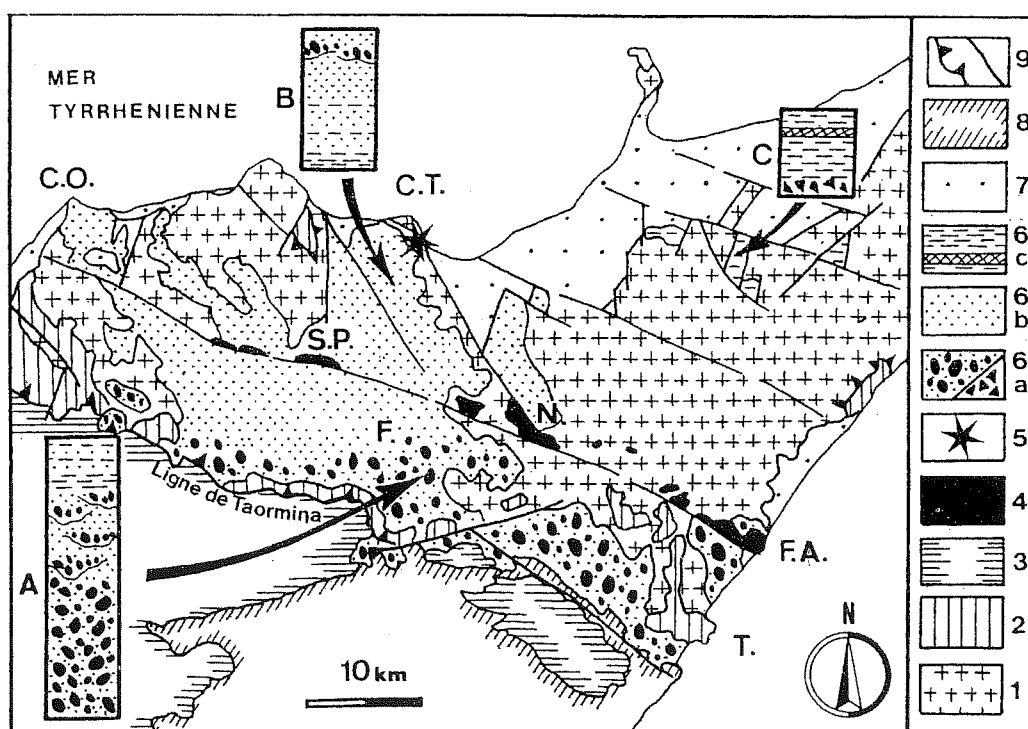 MER
TYRRHENIENNE
B
C.O.
C.T.
C
S.P.
N
F
Ligne de Taormina
A
F.A.
T.
10 km
N
9
8
7
6
c
6
b
6
a
5
4
3
2
1